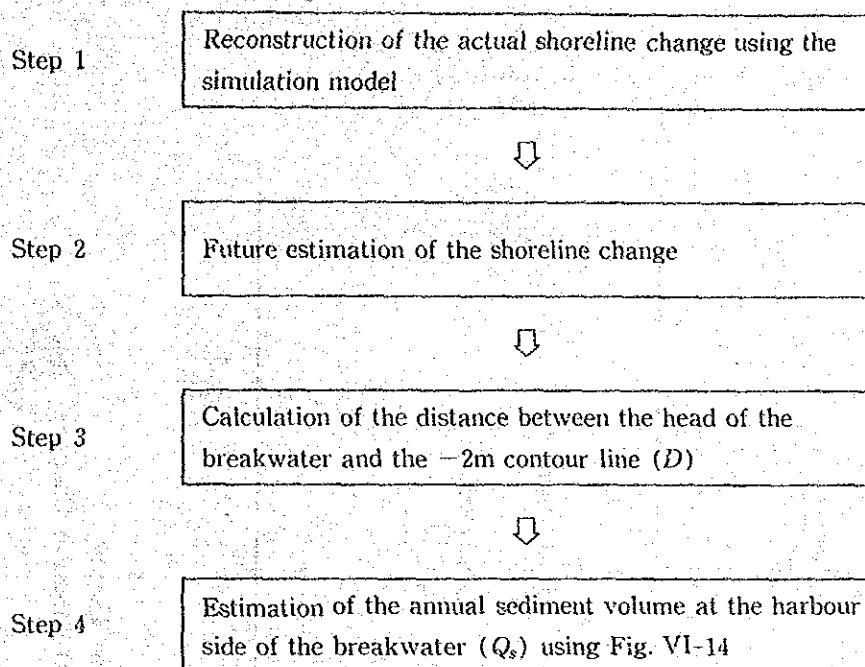 Step 1
Reconstruction of the actual shoreline change using the
simulation model
Step 2
Future estimation of the shoreline change
Step 3
Calculation of the distance between the head of the
breakwater and the −2m contour line (D)
Step 4
Estimation of the annual sediment volume at the harbour
side of the breakwater (Qs) using Fig. VI-14